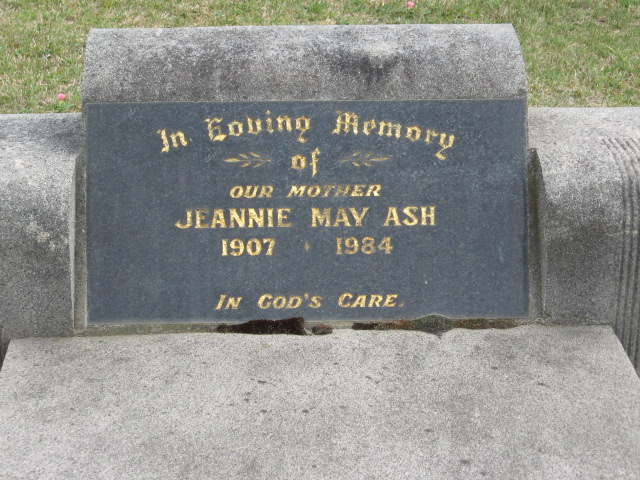 In Loving Memory
of
OUR MOTHER
JEANNIE MAY ASH
1907 1984
IN GOD'S CARE.